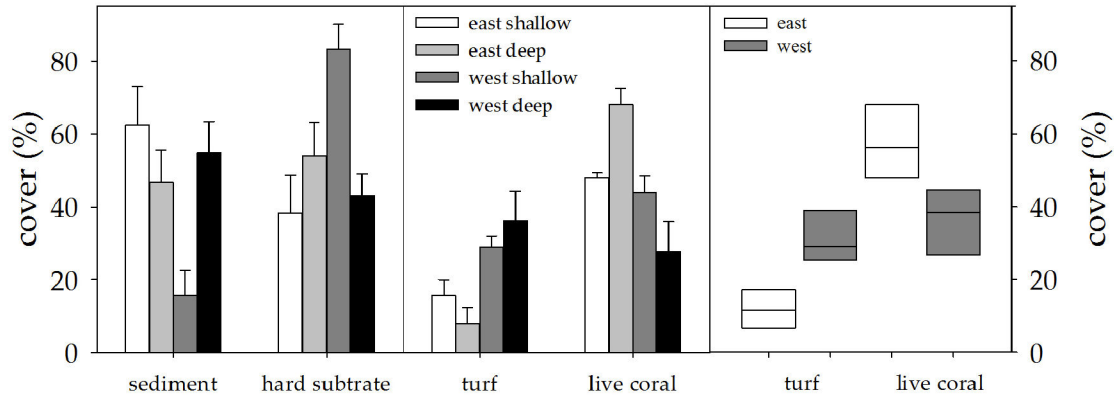 cover (%)
80
60
40
20
0
sediment
hard subtrate
east shallow
east deep
west shallow
west deep
turf
live coral
east
west
turf
live coral
80
60
40
20
0
cover (%)